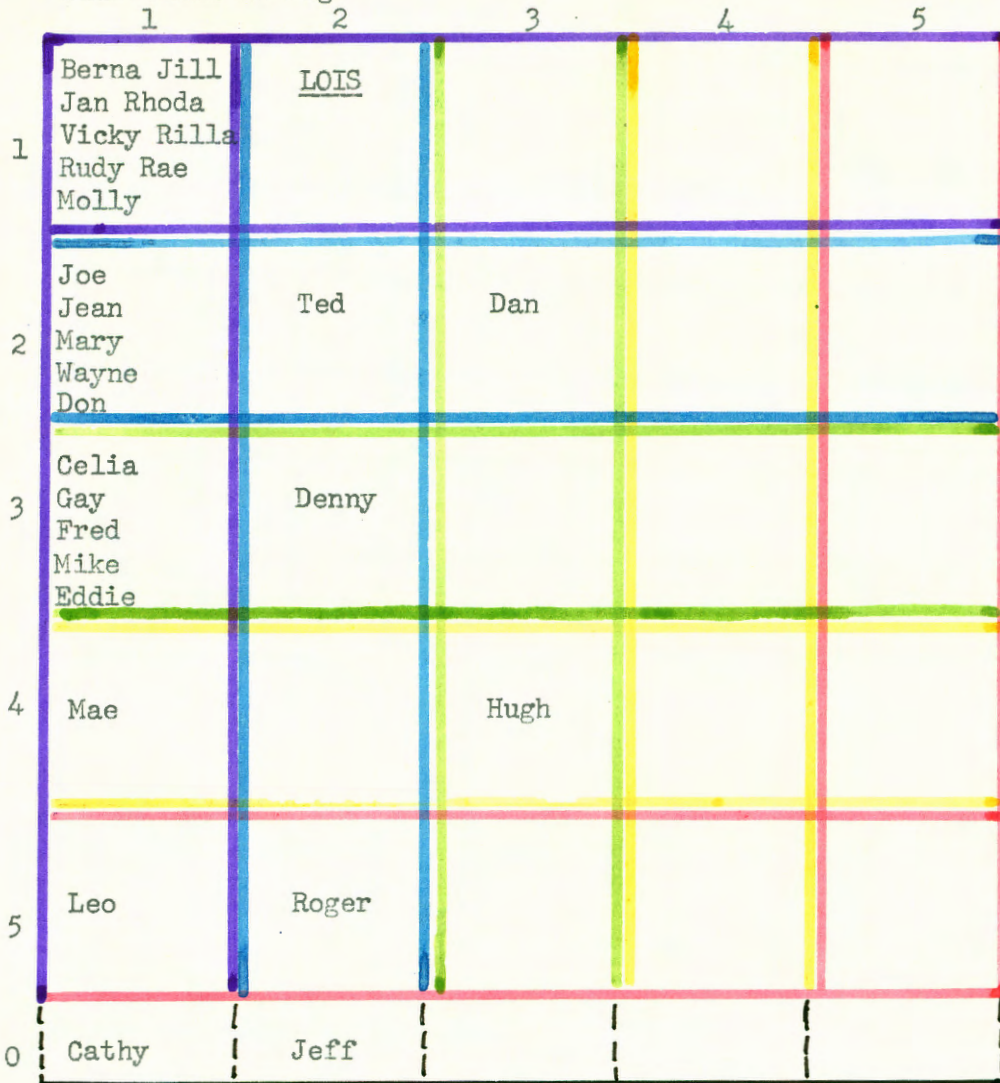 1 2 3 4 5
1
Berna Jill
Jan Rhoda
Vicky Rilla
Rudy Rae
Molly
LOIS
2
Joe
Jean
Mary
Wayne
Don
Ted
Dan
3
Celia
Gay
Fred
Mike
Eddie
Denny
4
Mae
Hugh
5
Leo
Roger
0
Cathy
Jeff